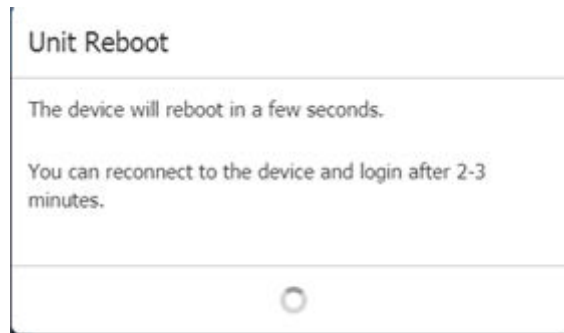 Unit Reboot
The device will reboot in a few seconds.
You can reconnect to the device and login after 2-3
minutes.